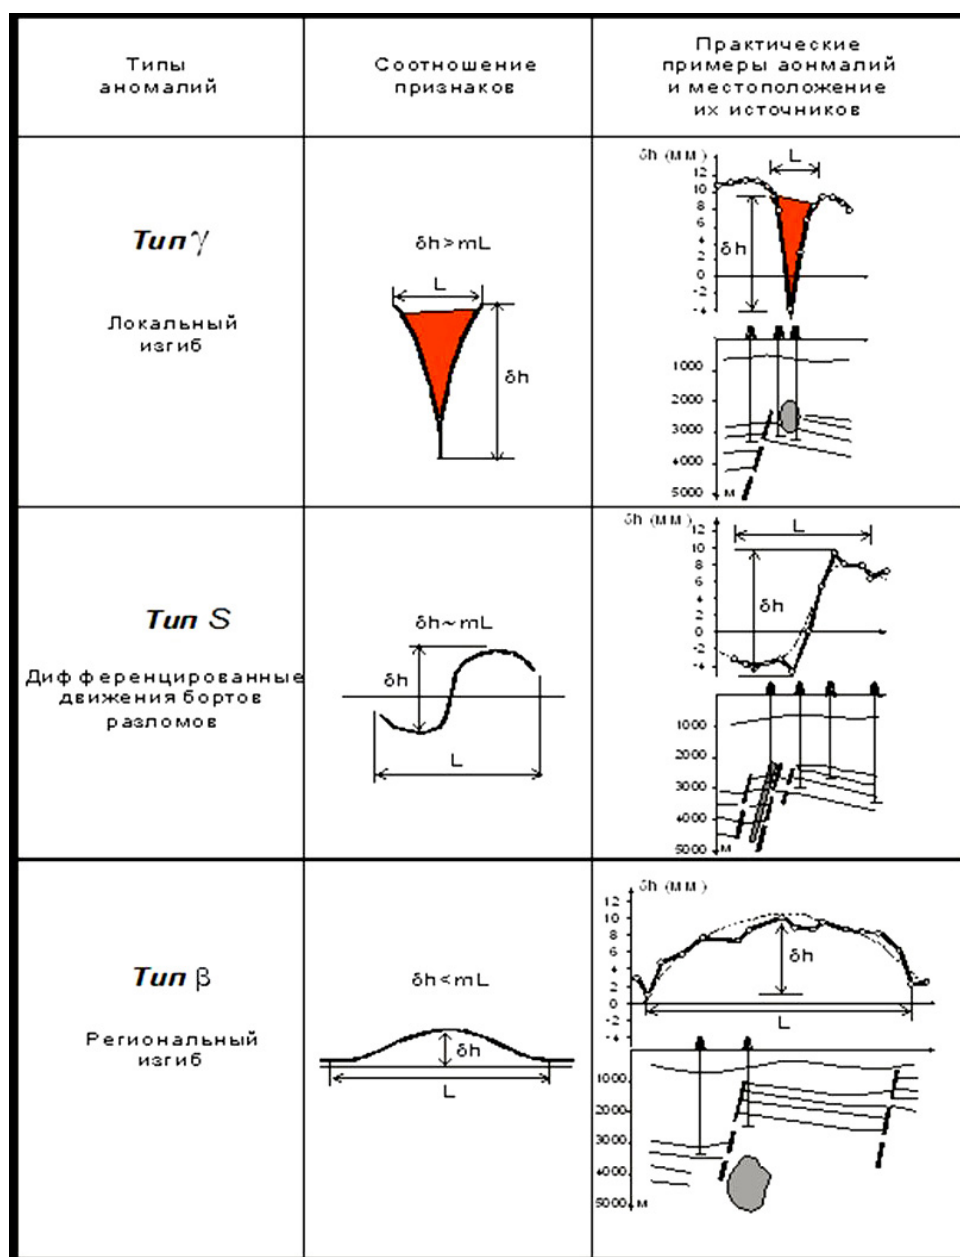 Типы
аномалий
Соотношение
признаков
Практические
примеры аонмалий
и местоположение
их источников
Тип γ
Локальный
изгиб
δh>mL
L
δh
δh (мм)
L
12
10
8
6
4
2
0
-2
-4
δh
1000
2000
3000
4000
5000 м
Тип S
Дифференцированные
движения бортов
разломов
δh~mL
δh
L
δh (мм)
L
12
10
8
6
4
2
0
-2
-4
δh
1000
2000
3000
4000
5000 м
Тип β
Региональный
изгиб
δh<mL
δh
L
δh (мм)
12
10
8
6
4
2
0
-2
-4
δh
L
1000
2000
3000
4000
5000 м